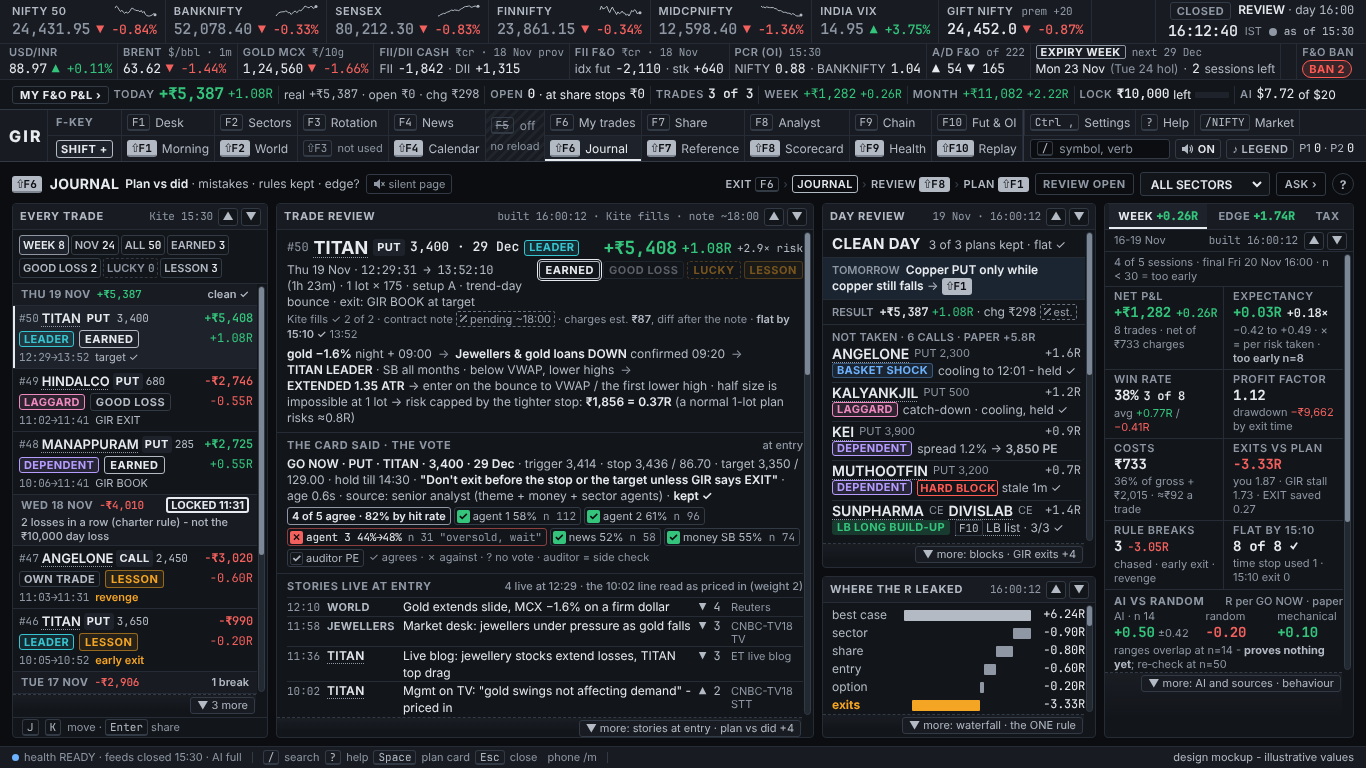 NIFTY 50 BANKNIFTY SENSEX FINNIFTY MIDCPNIFTY INDIA VIX GIFT NIFTY prem +20 CLOSED REVIEW · day 16:00
24,431.95 ▼ -0.84% 52,078.40 ▼ -0.33% 80,212.30 ▼ -0.83% 23,861.15 ▼ -0.34% 12,598.40 ▼ -1.36% 14.95 ▲ +3.75% 24,452.0 ▼ -0.87% 16:12:40 IST ● as of 15:30
USD/INR BRENT $/bbl · 1m GOLD MCX ₹/10g FII/DII CASH ₹cr · 18 Nov prov FII F&O ₹cr · 18 Nov PCR (OI) 15:30 A/D F&O of 222 EXPIRY WEEK next 29 Dec F&O BAN
88.97 ▲ +0.11% 63.62 ▼ -1.44% 1,24,560 ▼ -1.66% FII -1,842 · DII +1,315 idx fut -2,110 · stk +640 NIFTY 0.88 · BANKNIFTY 1.04 ▲ 54 ▼ 165 Mon 23 Nov (Tue 24 hol) · 2 sessions left BAN 2
MY F&O P&L › TODAY +₹5,387 +1.08R real +₹5,387 · open ₹0 · chg ₹298 OPEN 0 · at share stops ₹0 TRADES 3 of 3 WEEK +₹1,282 +0.26R MONTH +₹11,082 +2.22R LOCK ₹10,000 left AI $7.72 of $20
GIR F-KEY F1 Desk F2 Sectors F3 Rotation F4 News F5 off F6 My trades F7 Share F8 Analyst F9 Chain F10 Fut & OI Ctrl , Settings ? Help /NIFTY Market
SHIFT + ⇧F1 Morning ⇧F2 World ⇧F3 not used ⇧F4 Calendar no reload ⇧F6 Journal ⇧F7 Reference ⇧F8 Scorecard ⇧F9 Health ⇧F10 Replay / symbol, verb ON ♪ LEGEND P1 0 · P2 0
⇧F6 JOURNAL Plan vs did · mistakes · rules kept · edge? silent page EXIT F6 › JOURNAL › REVIEW ⇧F8 › PLAN ⇧F1 REVIEW OPEN ALL SECTORS ASK › ?
EVERY TRADE Kite 15:30 ▲ ▼
WEEK 8 NOV 24 ALL 50 EARNED 3
GOOD LOSS 2 LUCKY 0 LESSON 3
THU 19 NOV +₹5,387 clean ✓
#50 TITAN PUT 3,400 +₹5,408
LEADER EARNED +1.08R
12:29→13:52 target ✓
#49 HINDALCO PUT 680 -₹2,746
LAGGARD GOOD LOSS -0.55R
11:02→11:41 GIR EXIT
#48 MANAPPURAM PUT 285 +₹2,725
DEPENDENT EARNED +0.55R
10:06→11:41 GIR BOOK
WED 18 NOV -₹4,010 LOCKED 11:31
2 losses in a row (charter rule) - not the
₹10,000 day loss
#47 ANGELONE CALL 2,450 -₹3,020
OWN TRADE LESSON -0.60R
11:03→11:31 revenge
#46 TITAN PUT 3,650 -₹990
LEADER LESSON -0.20R
10:05→10:52 early exit
TUE 17 NOV -₹2,906 1 break
▼ 3 more
J K move · Enter share
TRADE REVIEW built 16:00:12 · Kite fills · note ~18:00 ▲ ▼
#50 TITAN PUT 3,400 · 29 Dec LEADER +₹5,408 +1.08R +2.9× risk
Thu 19 Nov · 12:29:31 → 13:52:10 EARNED GOOD LOSS LUCKY LESSON
(1h 23m) · 1 lot × 175 · setup A · trend-day
bounce · exit: GIR BOOK at target
Kite fills ✓ 2 of 2 · contract note pending ~18:00 · charges est. ₹87, diff after the note · flat by
15:10 ✓ 13:52
gold −1.6% night + 09:00 → Jewellers & gold loans DOWN confirmed 09:20 →
TITAN LEADER · SB all months · below VWAP, lower highs →
EXTENDED 1.35 ATR → enter on the bounce to VWAP / the first lower high · half size is
impossible at 1 lot → risk capped by the tighter stop: ₹1,856 = 0.37R (a normal 1-lot plan
risks ≈0.8R)
THE CARD SAID · THE VOTE at entry
GO NOW · PUT · TITAN · 3,400 · 29 Dec · trigger 3,414 · stop 3,436 / 86.70 · target 3,350 /
129.00 · hold till 14:30 · "Don't exit before the stop or the target unless GIR says EXIT" ·
age 0.6s · source: senior analyst (theme + money + sector agents) · kept ✓
4 of 5 agree · 82% by hit rate agent 1 58% n 112 agent 2 61% n 96
agent 3 44%→48% n 31 "oversold, wait" news 52% n 58 money SB 55% n 74
auditor PE ✓ agrees · × against · ? no vote · auditor = side check
STORIES LIVE AT ENTRY 4 live at 12:29 · the 10:02 line read as priced in (weight 2)
12:10 WORLD Gold extends slide, MCX −1.6% on a firm dollar ▼ 4 Reuters
11:58 JEWELLERS Market desk: jewellers under pressure as gold falls ▼ 3 CNBC-TV18
TV
11:36 TITAN Live blog: jewellery stocks extend losses, TITAN ▼ 3 ET live blog
top drag
10:02 TITAN Mgmt on TV: "gold swings not affecting demand" - ▲ 2 CNBC-TV18
priced in STT
▼ more: stories at entry · plan vs did +4
DAY REVIEW 19 Nov · 16:00:12 ▲ ▼
CLEAN DAY 3 of 3 plans kept · flat ✓
TOMORROW Copper PUT only while
copper still falls → ⇧F1
RESULT +₹5,387 +1.08R · chg ₹298 est.
NOT TAKEN · 6 CALLS · PAPER +5.8R
ANGELONE PUT 2,300 +1.6R
BASKET SHOCK cooling to 12:01 - held ✓
KALYANKJIL PUT 500 +1.2R
LAGGARD catch-down · cooling, held ✓
KEI PUT 3,900 +0.9R
DEPENDENT spread 1.2% → 3,850 PE
MUTHOOTFIN PUT 3,200 +0.7R
DEPENDENT HARD BLOCK stale 1m ✓
SUNPHARMA CE DIVISLAB CE +1.4R
LB LONG BUILD-UP F10 LB list · 3/3 ✓
▼ more: blocks · GIR exits +4
WHERE THE R LEAKED 16:00:12 ▲ ▼
best case +6.24R
sector -0.90R
share -0.80R
entry -0.60R
option -0.20R
exits -3.33R
▼ more: waterfall · the ONE rule
WEEK +0.26R EDGE +1.74R TAX
16-19 Nov built 16:00:12 ▲ ▼
4 of 5 sessions · final Fri 20 Nov 16:00 · n
< 30 = too early
NET P&L EXPECTANCY
+₹1,282 +0.26R +0.03R +0.18×
8 trades · net of −0.42 to +0.49 · ×
₹733 charges = per risk taken ·
too early n=8
WIN RATE PROFIT FACTOR
38% 3 of 8 1.12
avg +0.77R / drawdown −₹9,662
−0.41R by exit time
COSTS EXITS VS PLAN
₹733 -3.33R
36% of gross + you 1.87 · GIR stall
₹2,015 · ≈₹92 a 1.73 · EXIT saved
trade 0.27
RULE BREAKS FLAT BY 15:10
3 -3.05R 8 of 8 ✓
chased · early exit · time stop used 1 ·
revenge 15:10 exit 0
AI VS RANDOM R per GO NOW · paper
AI · n 14 random mechanical
+0.50 ±0.42 -0.20 +0.10
ranges overlap at n=14 - proves nothing
yet; re-check at n=50
▼ more: AI and sources · behaviour
● health READY · feeds closed 15:30 · AI full / search ? help Space plan card Esc close phone /m design mockup - illustrative values